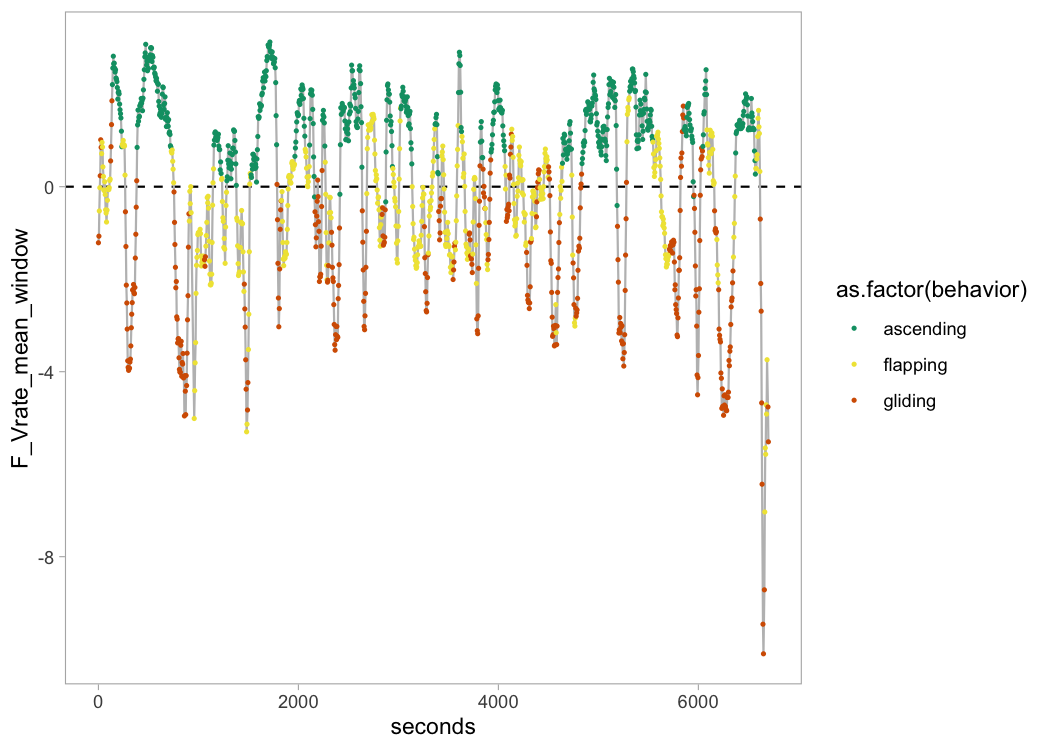 0
-4
-8
F_Vrate_mean_window
0
2000
4000
6000
seconds
as.factor(behavior)
ascending
flapping
gliding